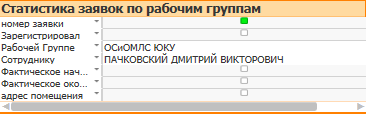 Статистика заявок по рабочим группам
номер заявки
Зарегистрировал
Рабочей Группе ОСиОМЛС ЮКУ
Сотруднику ПАЧКОВСКИЙ ДМИТРИЙ ВИКТОРОВИЧ
Фактическое нач...
Фактическое око...
адрес помещения